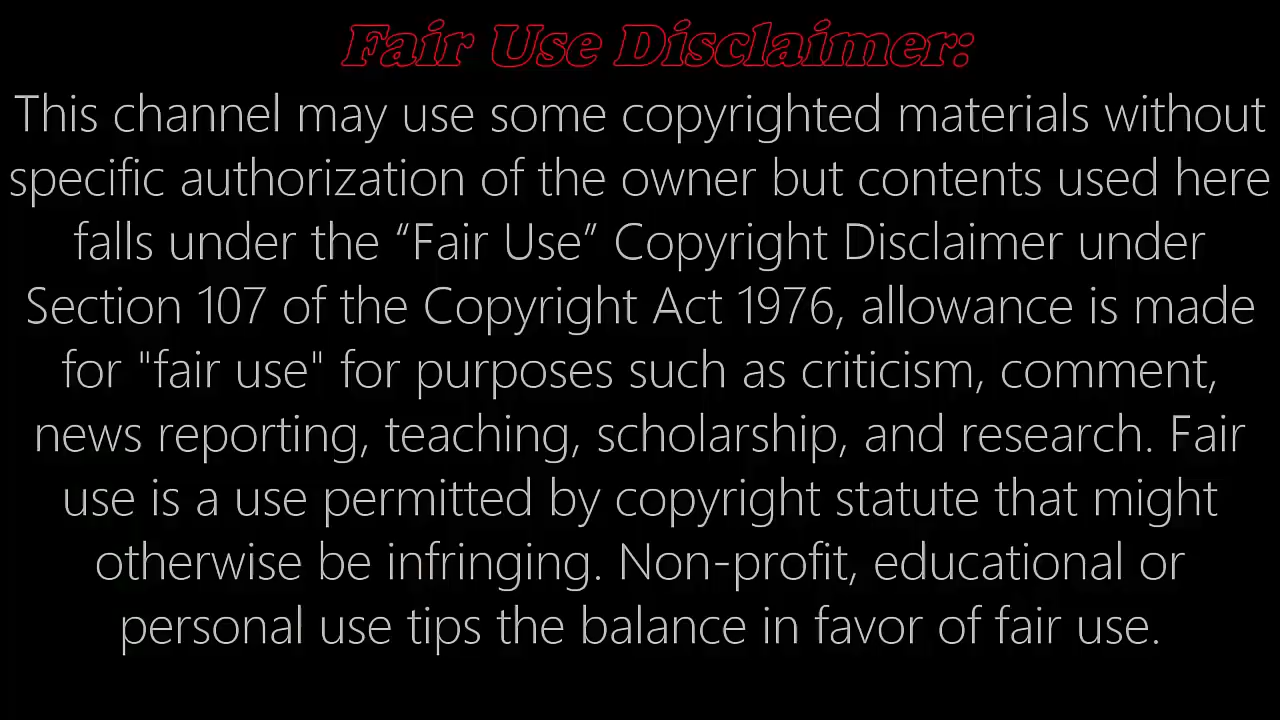 Fair Use Disclaimer:
This channel may use some copyrighted materials without
specific authorization of the owner but contents used here
falls under the “Fair Use” Copyright Disclaimer under
Section 107 of the Copyright Act 1976, allowance is made
for "fair use" for purposes such as criticism, comment,
news reporting, teaching, scholarship, and research. Fair
use is a use permitted by copyright statute that might
otherwise be infringing. Non-profit, educational or
personal use tips the balance in favor of fair use.